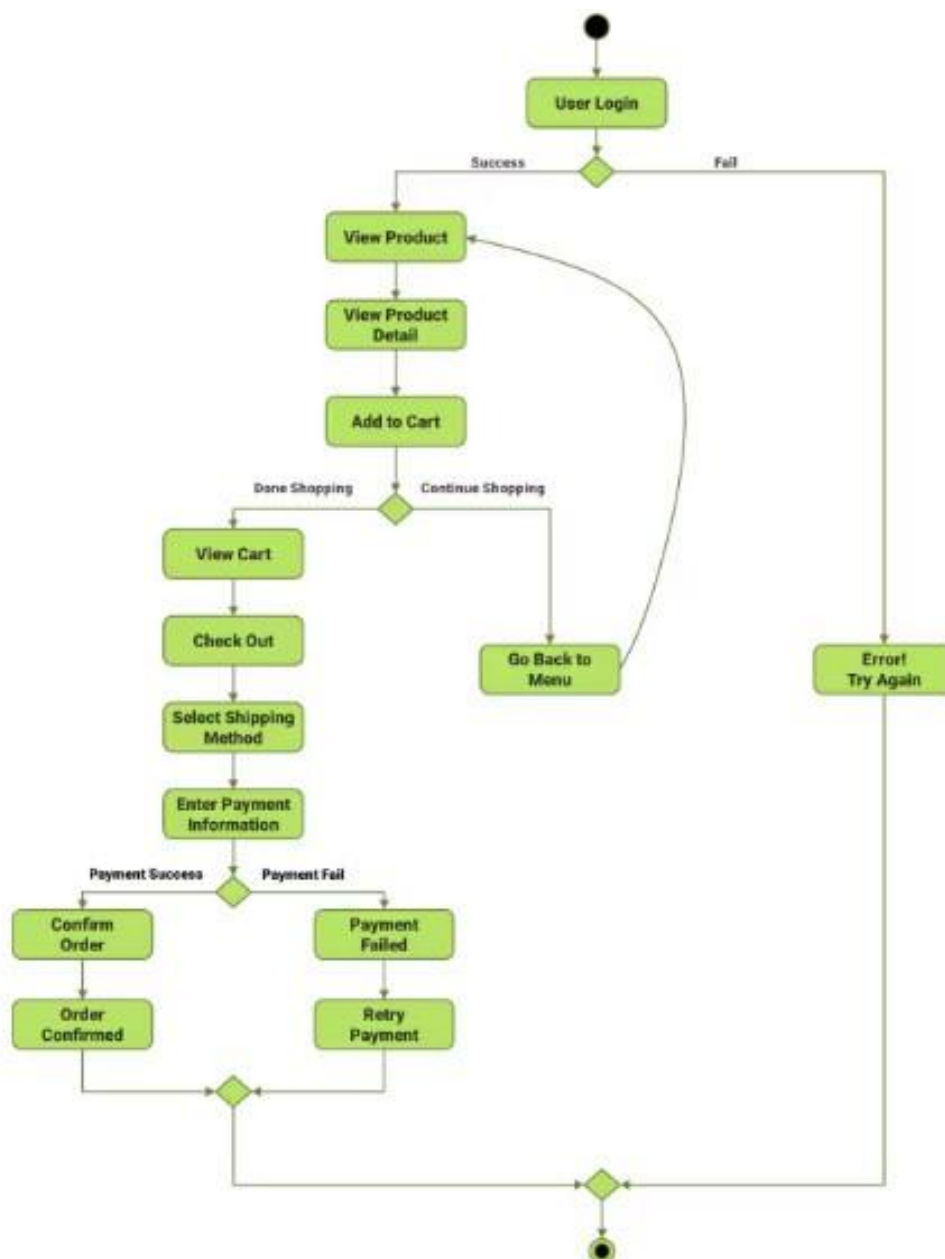 User Login
Success
Fail
View Product
View Product
Detail
Add to Cart
Done Shopping
Continue Shopping
View Cart
Check Out
Go Back to
Menu
Error!
Try Again
Select Shipping
Method
Enter Payment
Information
Payment Success
Payment Fail
Confirm
Order
Payment
Failed
Order
Confirmed
Retry
Payment